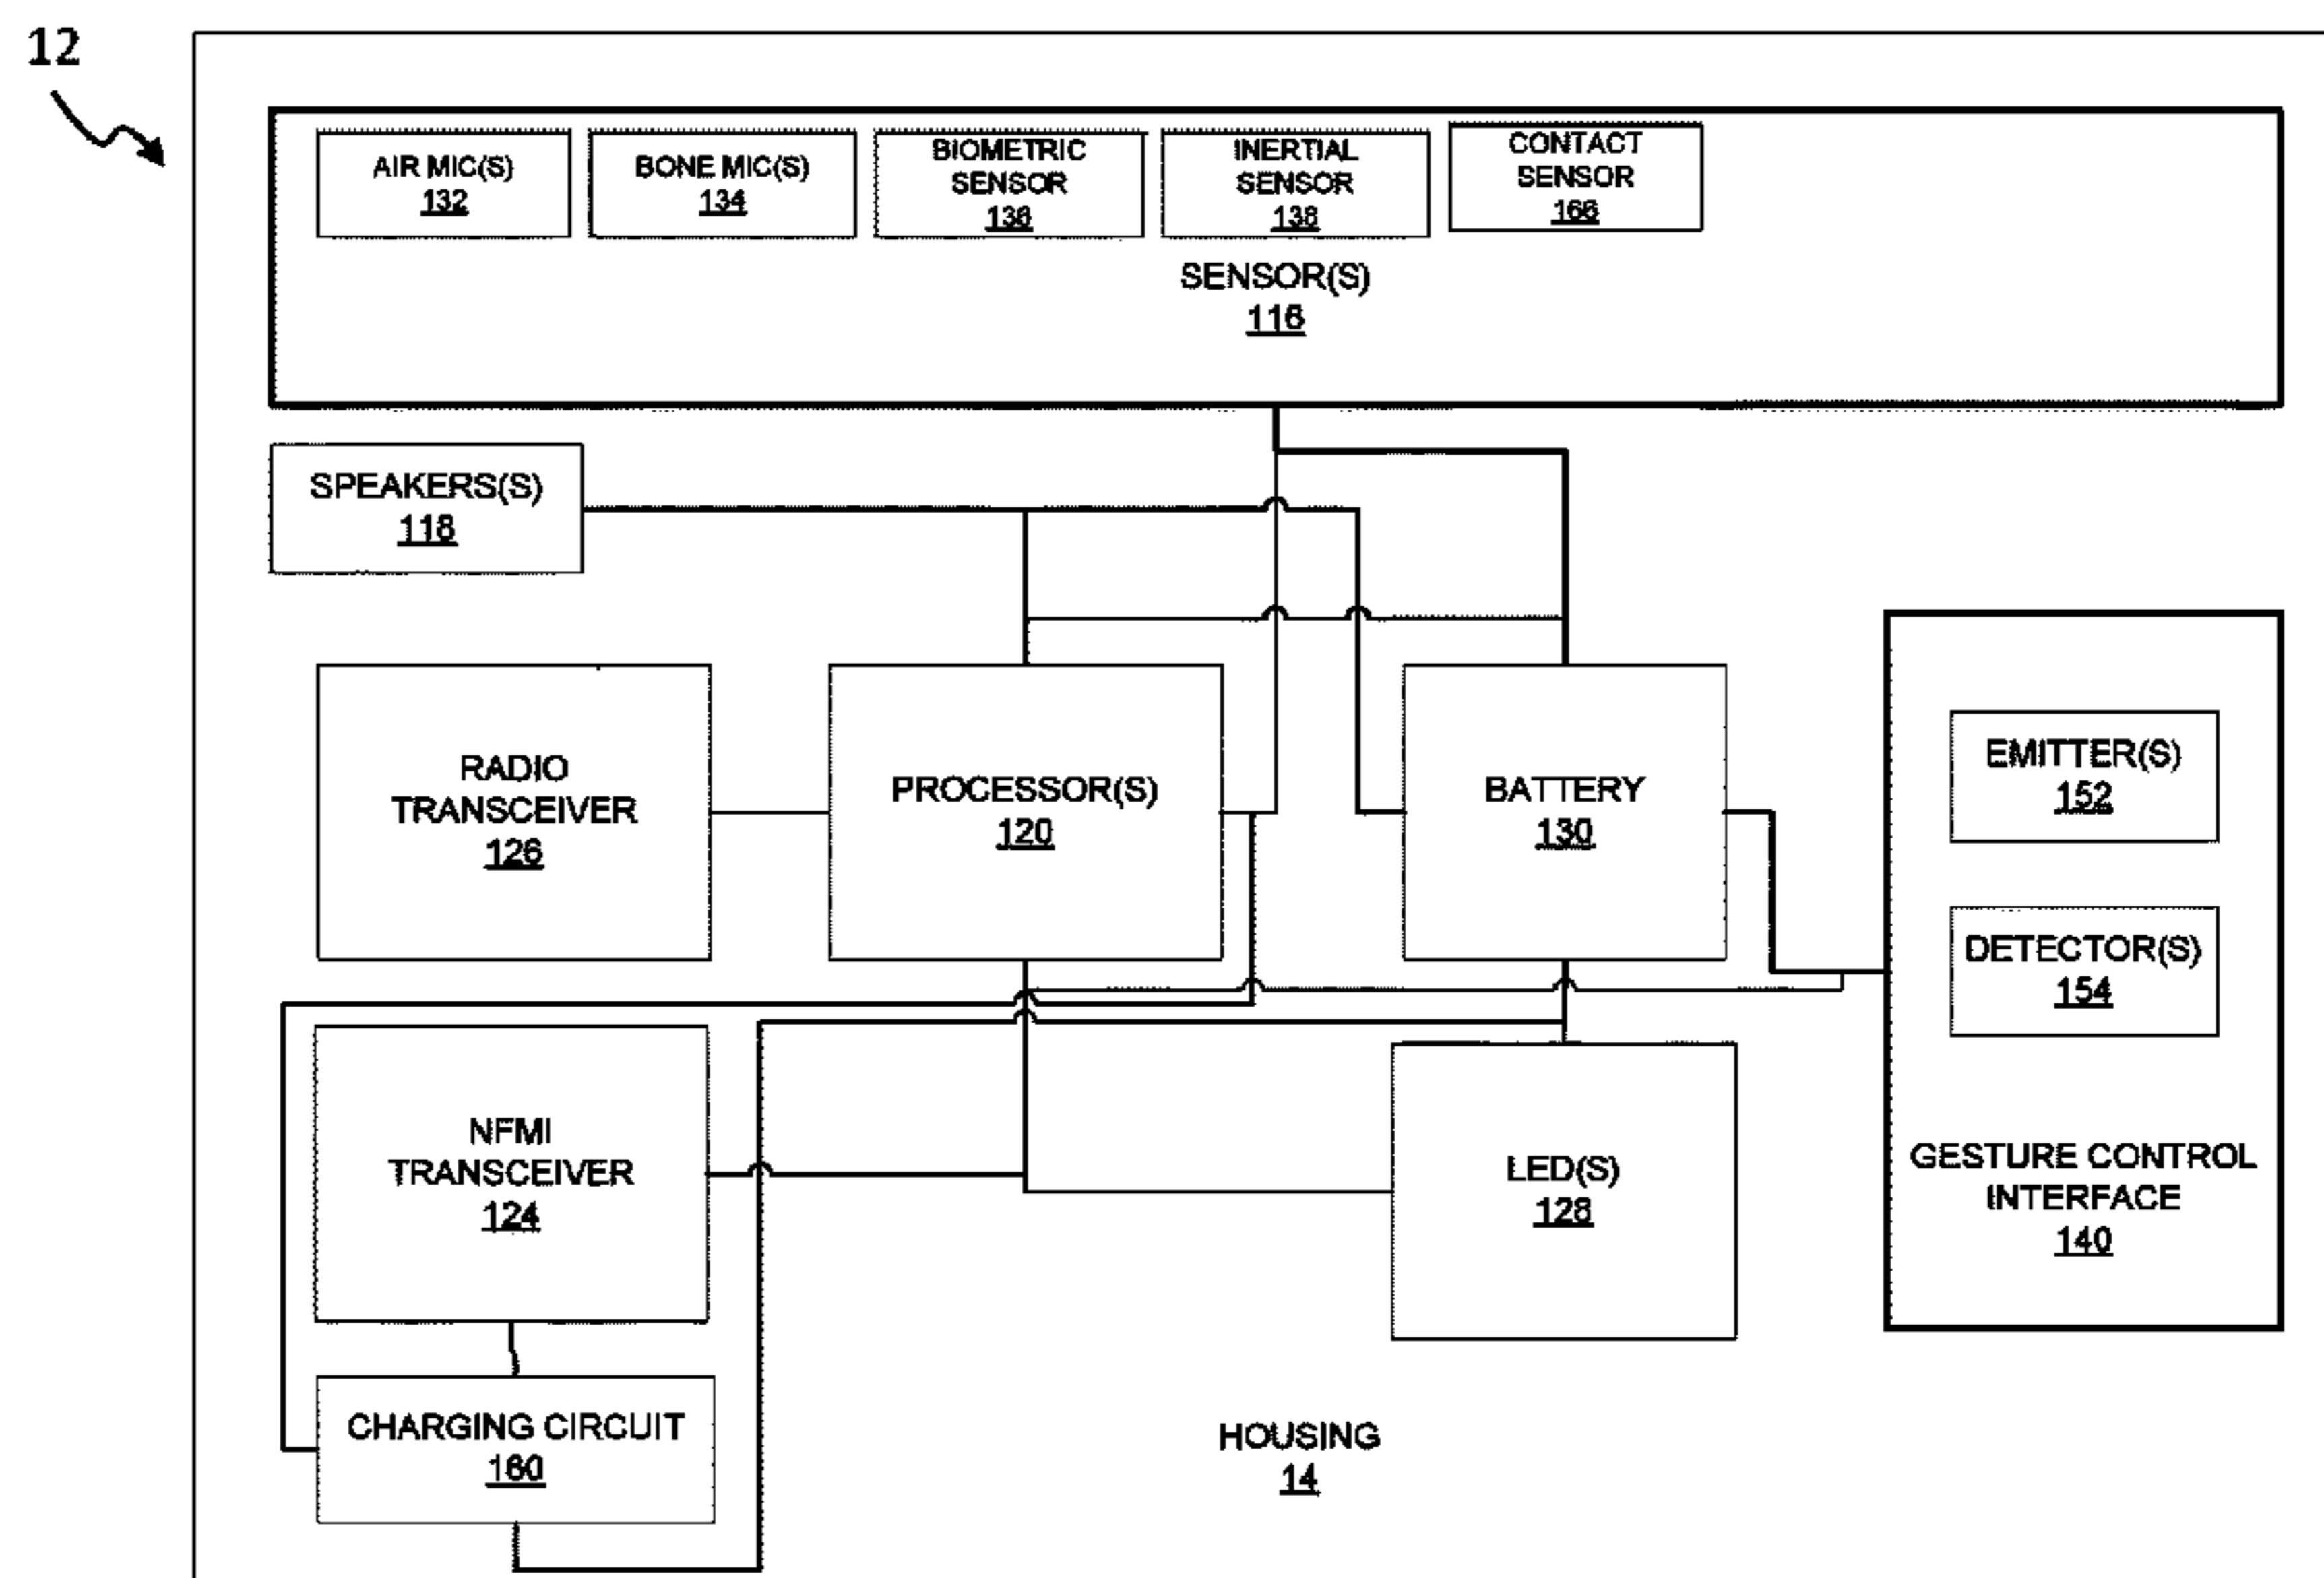 12
AIR MIC(S)
132
BONE MIC(S)
134
BIOMETRIC
SENSOR
136
INERTIAL
SENSOR
138
CONTACT
SENSOR
166
SENSOR(S)
116
SPEAKERS(S)
118
RADIO
TRANSCEIVER
126
PROCESSOR(S)
120
BATTERY
130
EMITTER(S)
152
DETECTOR(S)
154
GESTURE CONTROL
INTERFACE
140
NFMI
TRANSCEIVER
124
LED(S)
128
CHARGING CIRCUIT
160
HOUSING
14